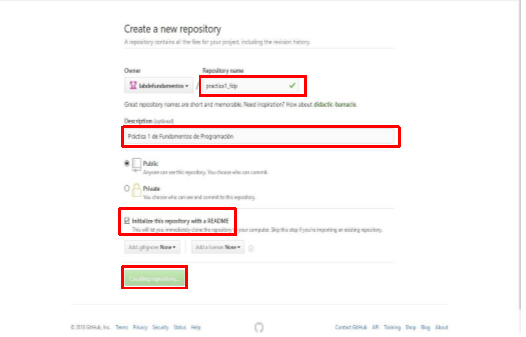 Create a new repository
A repository contains all the files for your project, including the revision history.
Owner Repository name
labdefundamentos / practica1_fdp
Great repository names are short and memorable. Need inspiration? How about didactic-barnacle.
Description (optional)
Práctica 1 de Fundamentos de Programación
Public
Anyone can see this repository. You choose who can commit.
Private
You choose who can see and commit to this repository.
Initialize this repository with a README
This will let you immediately clone the repository to your computer. Skip this step if you're importing an existing repository.
Add .gitignore: None Add a license: None
Creating repository...
© 2018 GitHub, Inc. Terms Privacy Security Status Help Contact GitHub API Training Shop Blog About